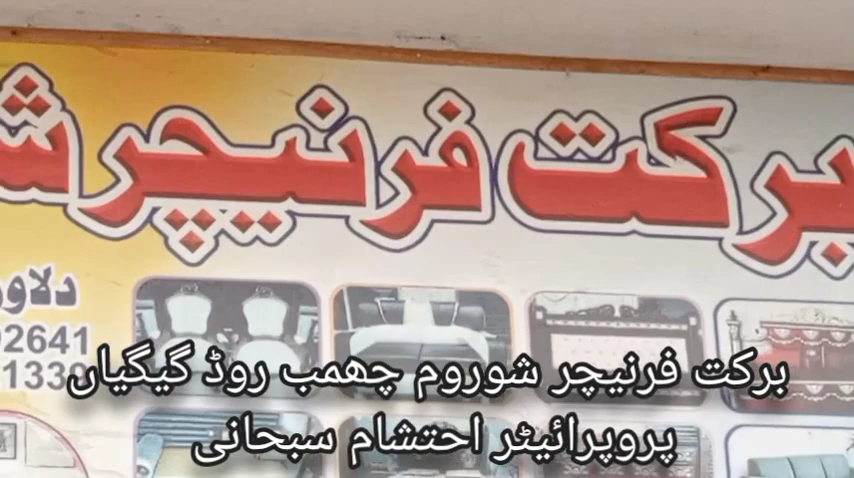 برکت فرنیچر
برکت فرنیچر شوروم چھمب روڈ گیگیاں
پروپرائیٹر احتشام سبحانی